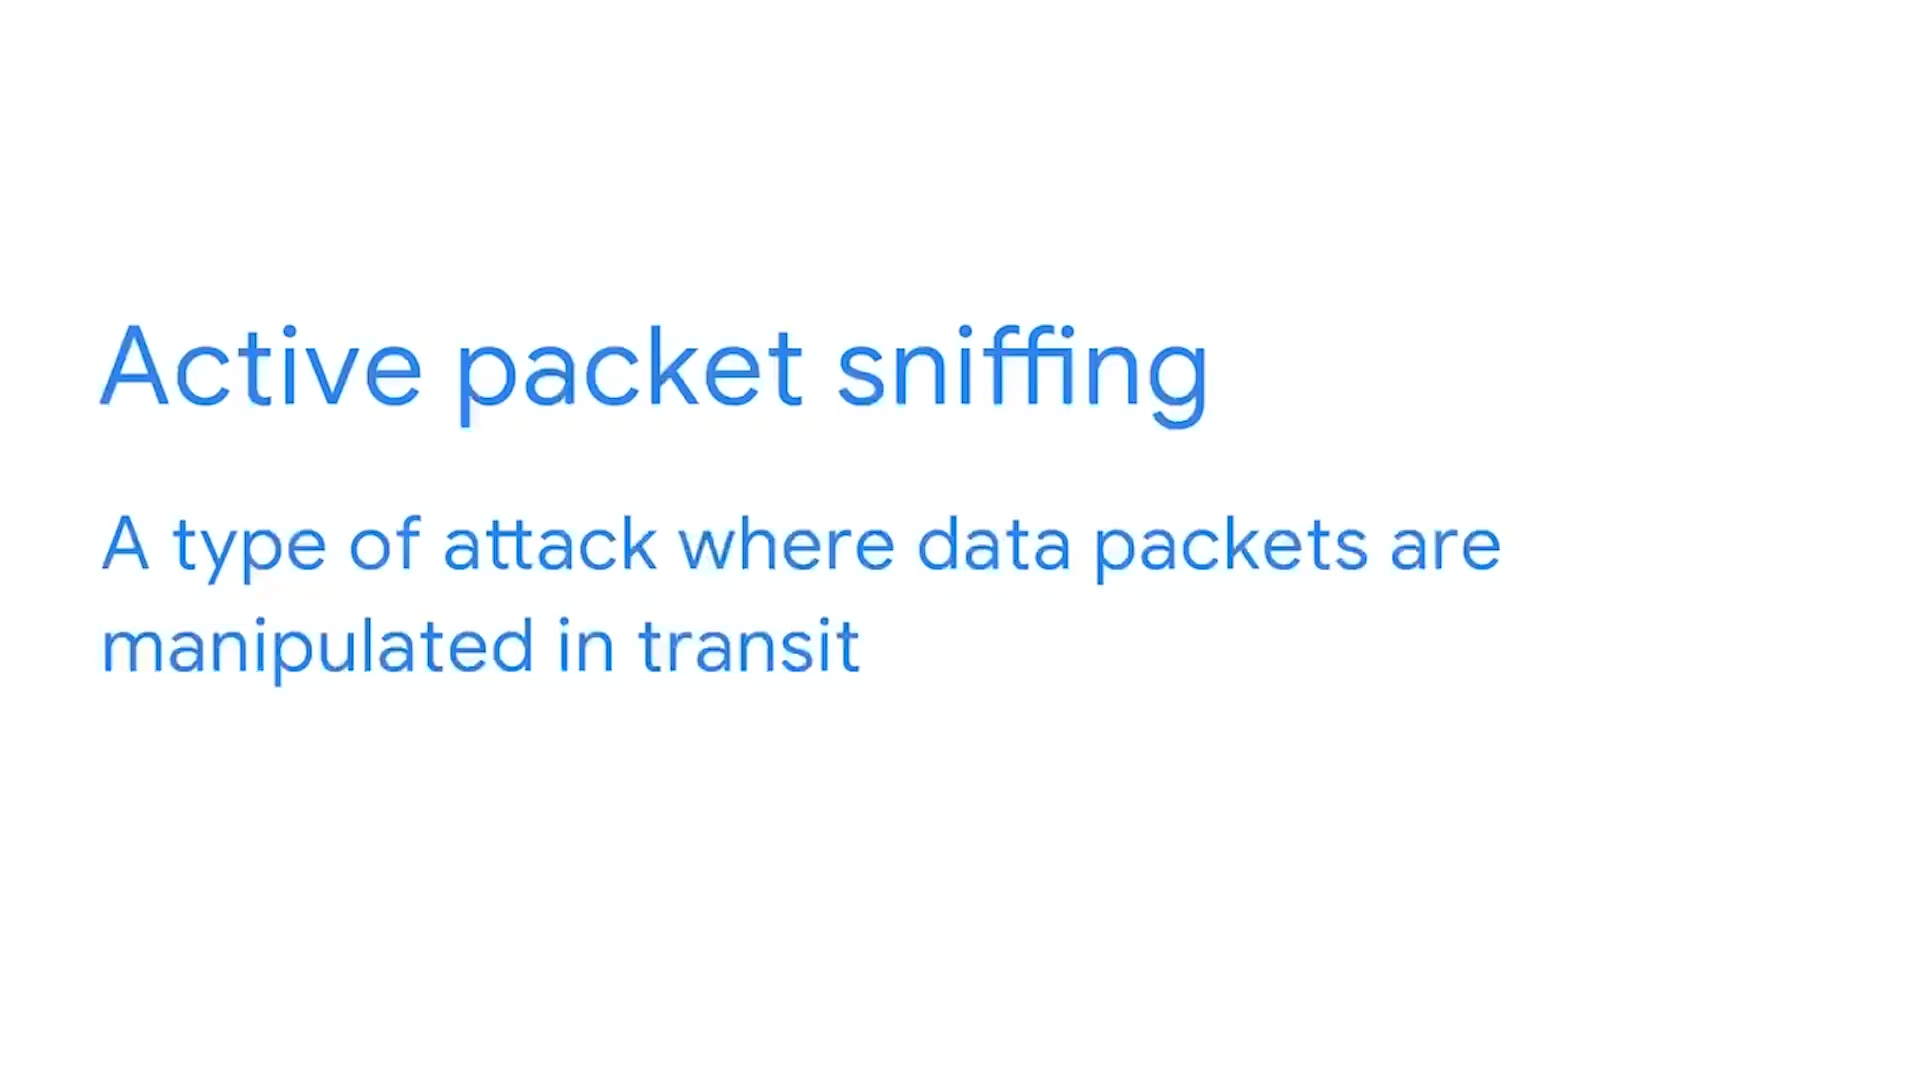 Active packet sniffing
A type of attack where data packets are
manipulated in transit